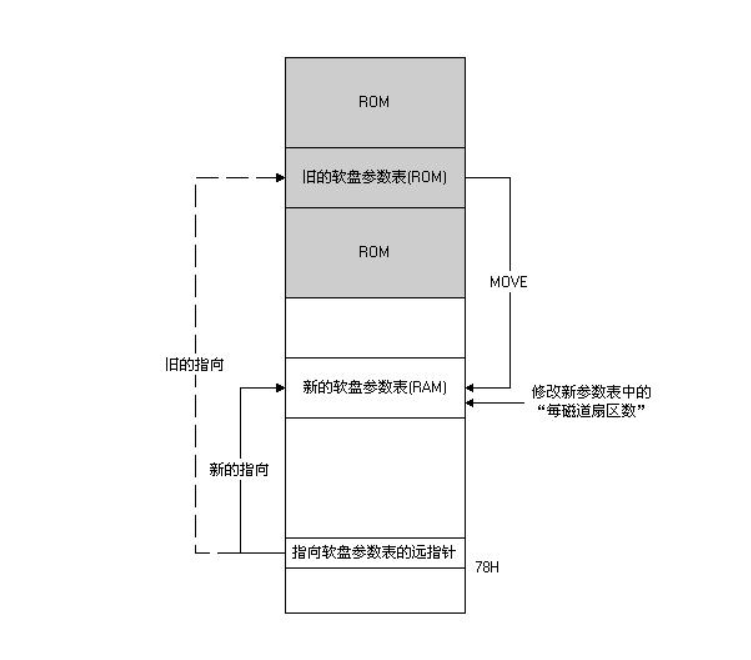 ROM
旧的软盘参数表(ROM)
ROM
MOVE
旧的指向
新的软盘参数表(RAM)
修改新参数表中的
“每磁道扇区数”
新的指向
指向软盘参数表的远指针
78H